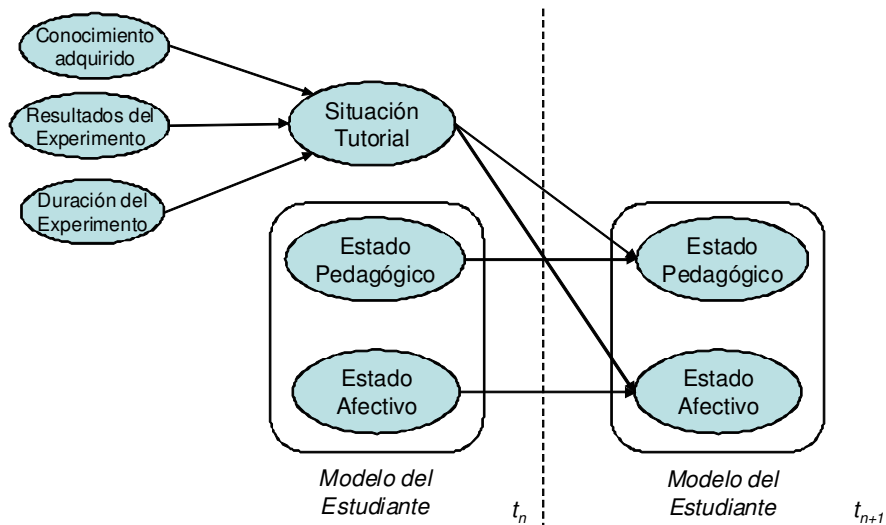 Conocimiento
adquirido
Resultados del
Experimento
Duración del
Experimento
Situación
Tutorial
Estado
Pedagógico
Estado
Afectivo
Modelo del
Estudiante
tn
Estado
Pedagógico
Estado
Afectivo
Modelo del
Estudiante
tn+1